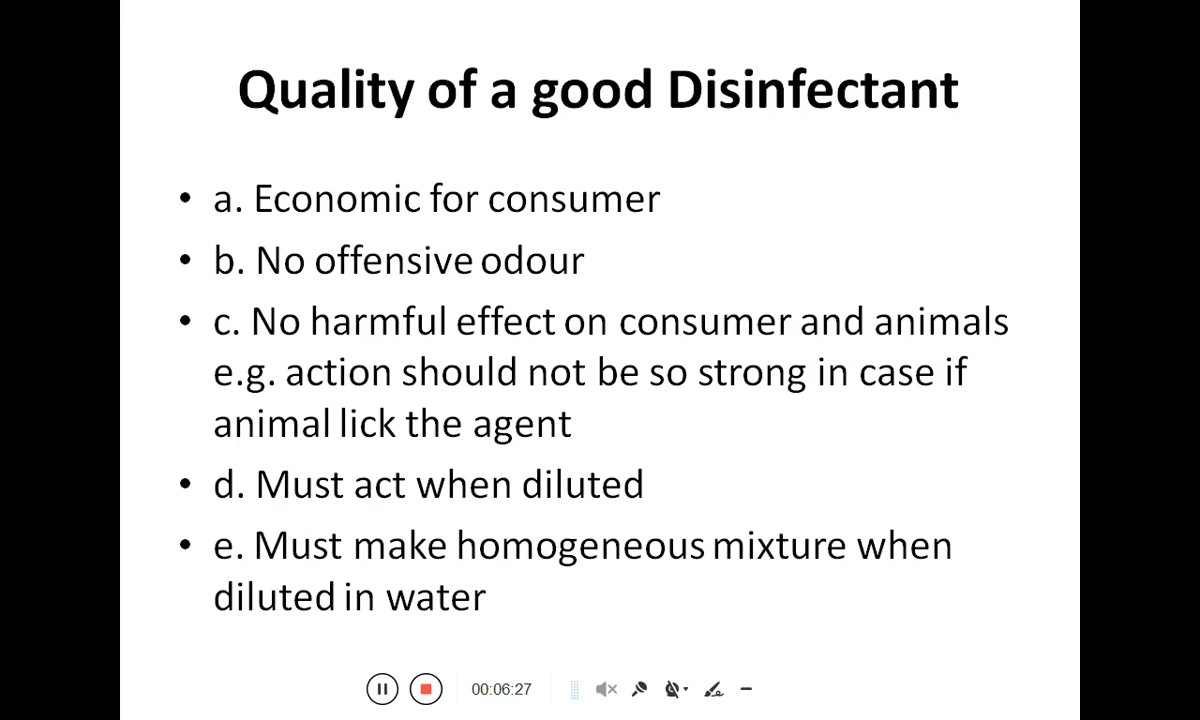 Quality of a good Disinfectant
• a. Economic for consumer
• b. No offensive odour
• c. No harmful effect on consumer and animals
e.g. action should not be so strong in case if
animal lick the agent
• d. Must act when diluted
• e. Must make homogeneous mixture when
diluted in water
00:06:27